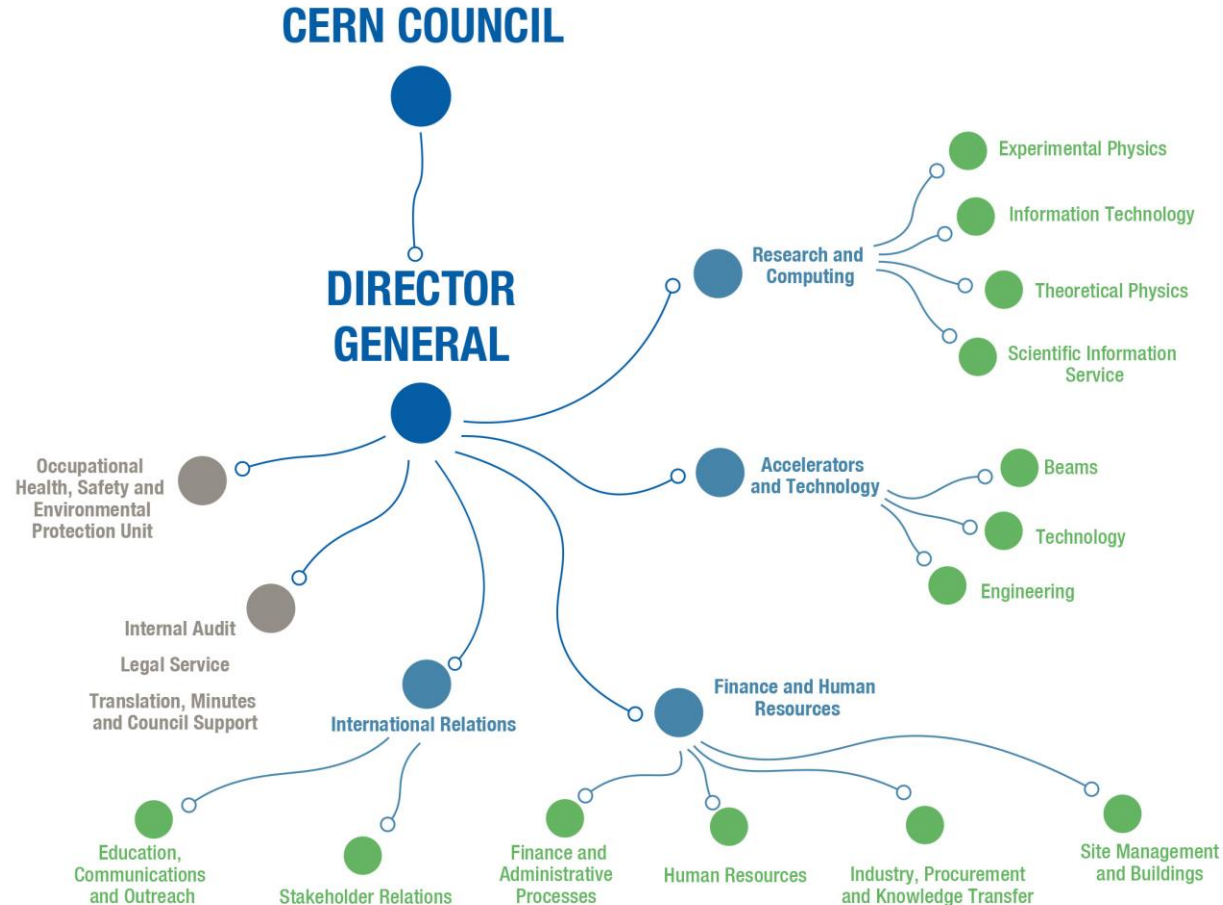 CERN COUNCIL
DIRECTOR
GENERAL
Research and
Computing
Experimental Physics
Information Technology
Theoretical Physics
Scientific Information
Service
Accelerators
and Technology
Beams
Technology
Engineering
Occupational
Health, Safety and
Environmental
Protection Unit
Internal Audit
Legal Service
Translation, Minutes
and Council Support
International Relations
Finance and Human
Resources
Education,
Communications
and Outreach
Stakeholder Relations
Finance and
Administrative
Processes
Human Resources
Industry, Procurement
and Knowledge Transfer
Site Management
and Buildings